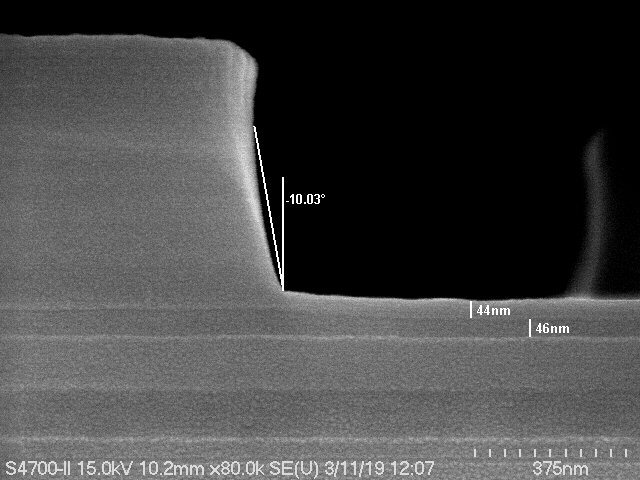 -10.03°
44nm
46nm
S4700-II 15.0kV 10.2mm x80.0k SE(U) 3/11/19 12:07
375nm